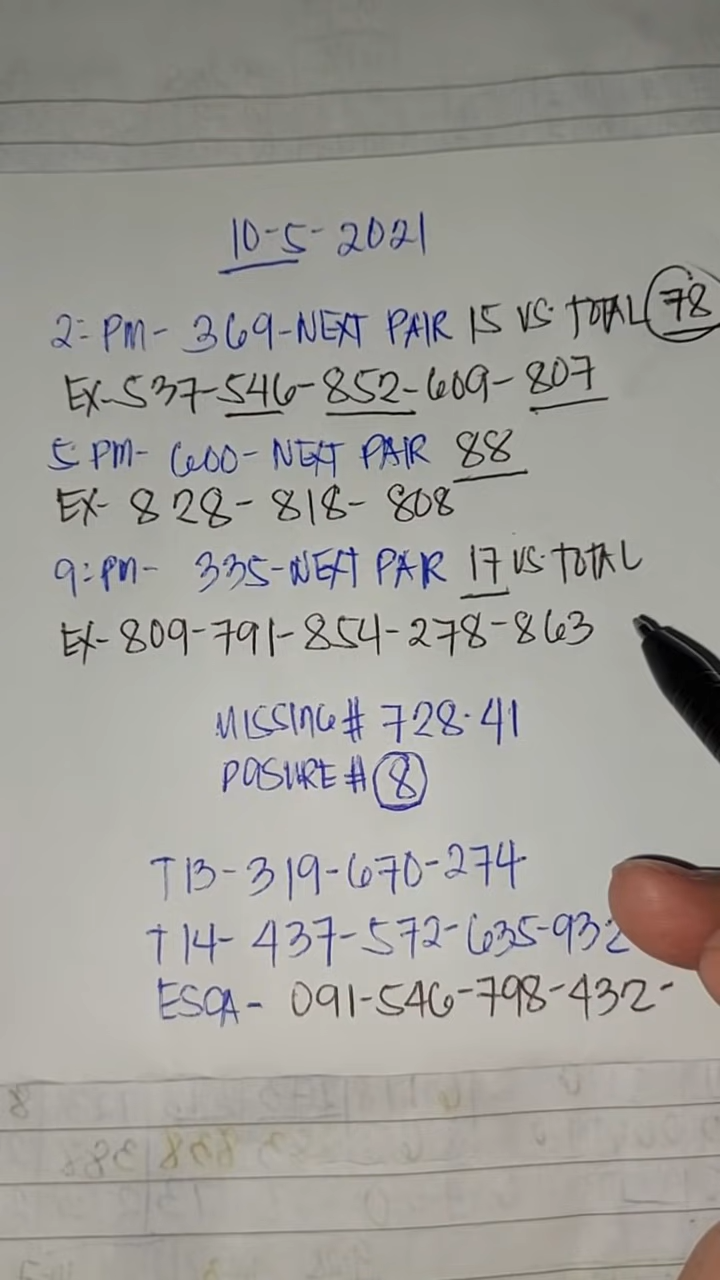 10-5-2021
2:PM- 369-NEXT PAIR 15 VS TOTAL 78
EX-537-546-852-609-807
5 PM- 600-NEXT PAIR 88
EX- 828-818-808
9:PM- 335-NEXT PAIR 17 VS TOTAL
EX-809-791-854-278-863
MISSING# 728.41
POSURE# 8
T13-319-670-274
T14-437-572-635-932
ESCA- 091-546-798-432-